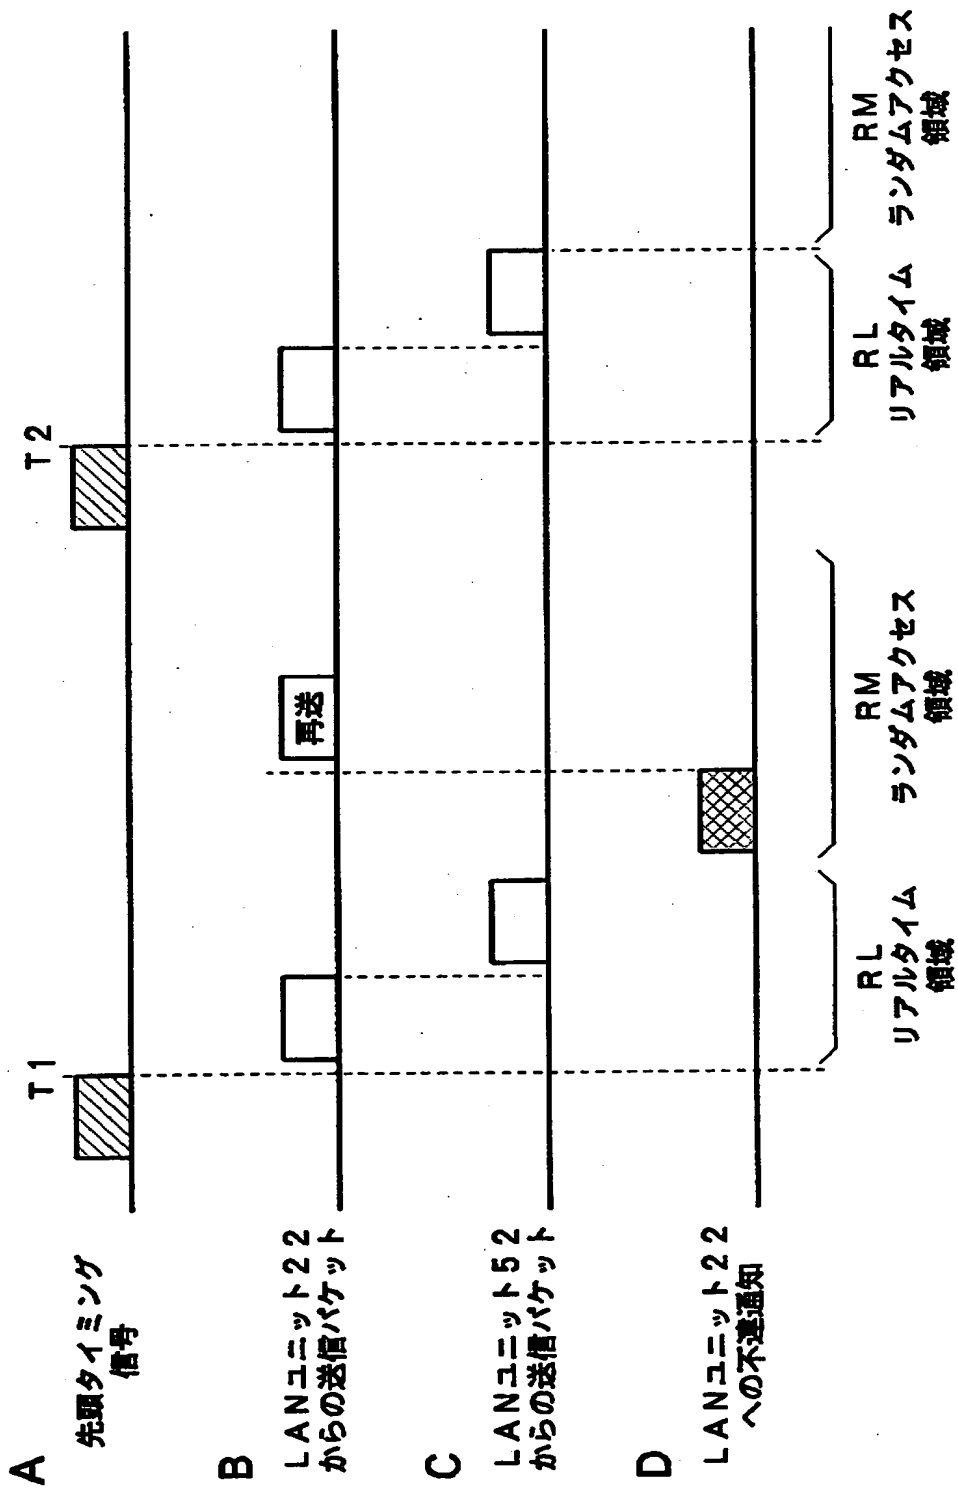 A
先頭タイミング
信号
T1
T2
B
LANユニット22
からの送信パケット
再送
C
LANユニット52
からの送信パケット
D
LANユニット22
への不達通知
RL
リアルタイム
領域
RM
ランダムアクセス
領域
RL
リアルタイム
領域
RM
ランダムアクセス
領域